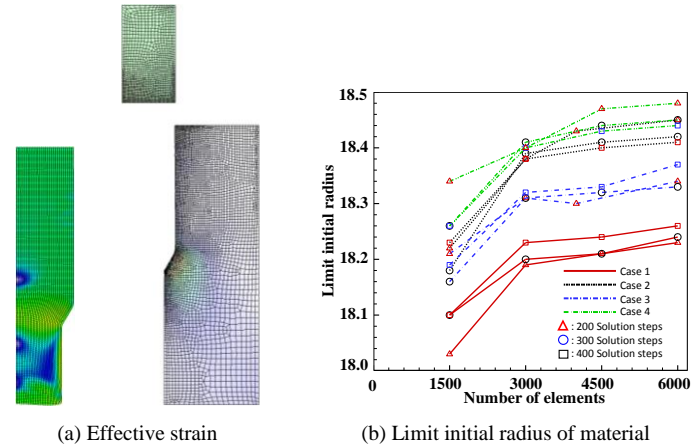 18.5
18.4
18.3
18.2
18.1
18.0
Limit initial radius
Case 1
Case 2
Case 3
Case 4
: 200 Solution steps
: 300 Solution steps
: 400 Solution steps
0 1500 3000 4500 6000
Number of elements
(a) Effective strain
(b) Limit initial radius of material